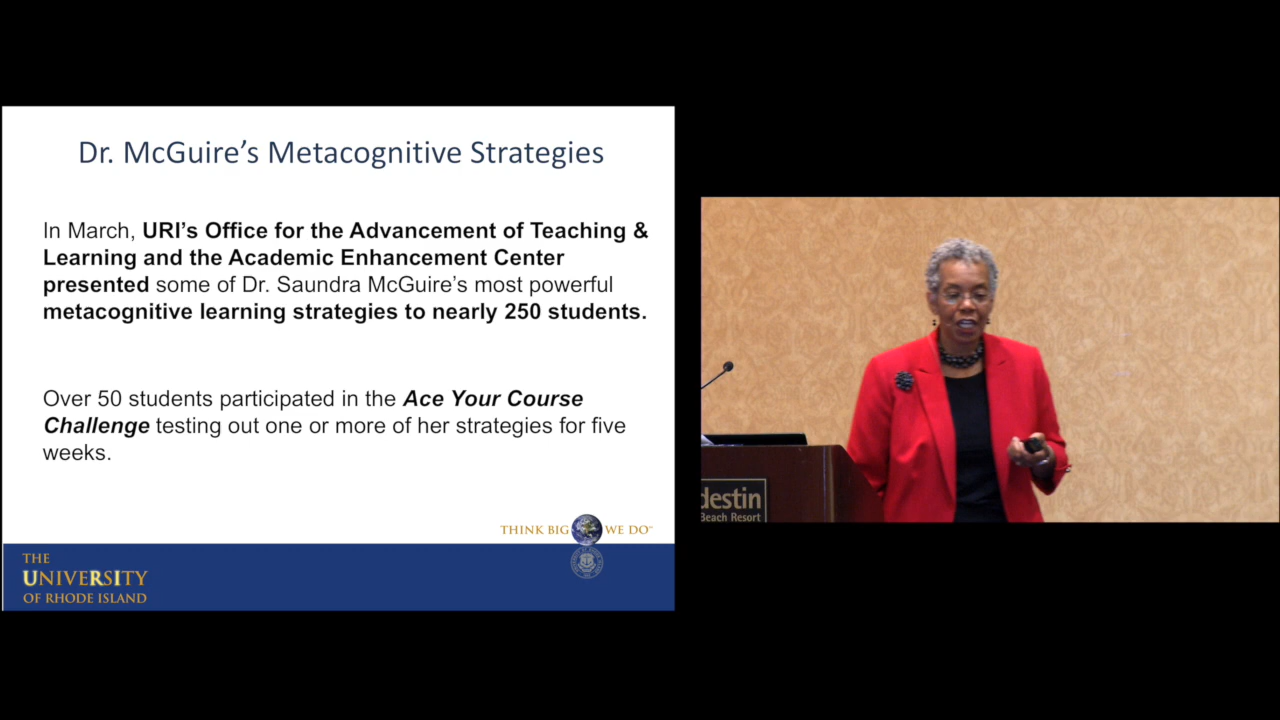 Dr. McGuire’s Metacognitive Strategies
In March, URI’s Office for the Advancement of Teaching &
Learning and the Academic Enhancement Center
presented some of Dr. Saundra McGuire’s most powerful
metacognitive learning strategies to nearly 250 students.
Over 50 students participated in the Ace Your Course
Challenge testing out one or more of her strategies for five
weeks.
THINK BIG WE DO
THE
UNIVERSITY
OF RHODE ISLAND
destin
Beach Resort